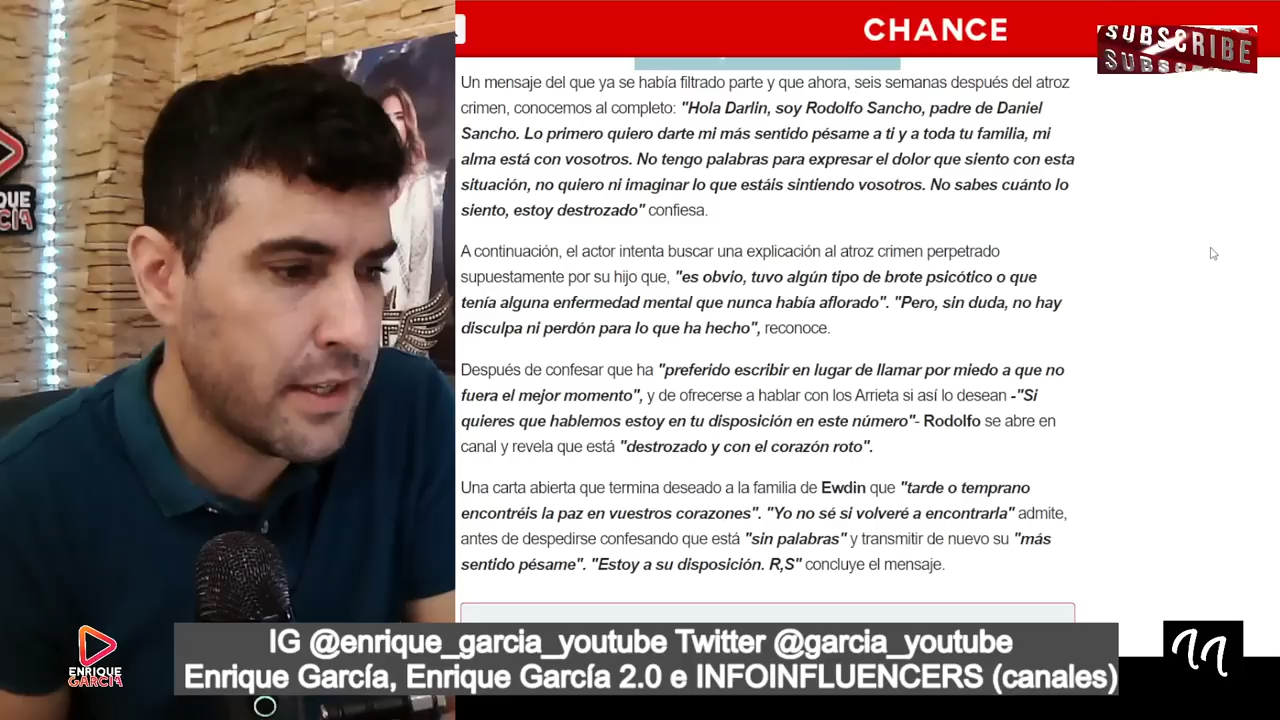 CHANCE
SUBSCRIBE
SUBSC
Un mensaje del que ya se había filtrado parte y que ahora, seis semanas después del atroz
crimen, conocemos al completo: "Hola Darlin, soy Rodolfo Sancho, padre de Daniel
Sancho. Lo primero quiero darte mi más sentido pésame a ti y a toda tu familia, mi
alma está con vosotros. No tengo palabras para expresar el dolor que siento con esta
situación, no quiero ni imaginar lo que estáis sintiendo vosotros. No sabes cuánto lo
siento, estoy destrozado" confiesa.
A continuación, el actor intenta buscar una explicación al atroz crimen perpetrado
supuestamente por su hijo que, "es obvio, tuvo algún tipo de brote psicótico o que
tenía alguna enfermedad mental que nunca había aflorado". "Pero, sin duda, no hay
disculpa ni perdón para lo que ha hecho", reconoce.
Después de confesar que ha "preferido escribir en lugar de llamar por miedo a que no
fuera el mejor momento", y de ofrecerse a hablar con los Arrieta si así lo desean -"Si
quieres que hablemos estoy en tu disposición en este número"- Rodolfo se abre en
canal y revela que está "destrozado y con el corazón roto".
Una carta abierta que termina deseado a la familia de Ewdin que "tarde o temprano
encontréis la paz en vuestros corazones". "Yo no sé si volveré a encontrarla" admite,
antes de despedirse confesando que está "sin palabras" y transmitir de nuevo su "más
sentido pésame". "Estoy a su disposición. R,S" concluye el mensaje.
IG @enrique_garcia_youtube Twitter @garcia_youtube
Enrique García, Enrique García 2.0 e INFOINFLUENCERS (canales)
ENRIQUE
GARCIA